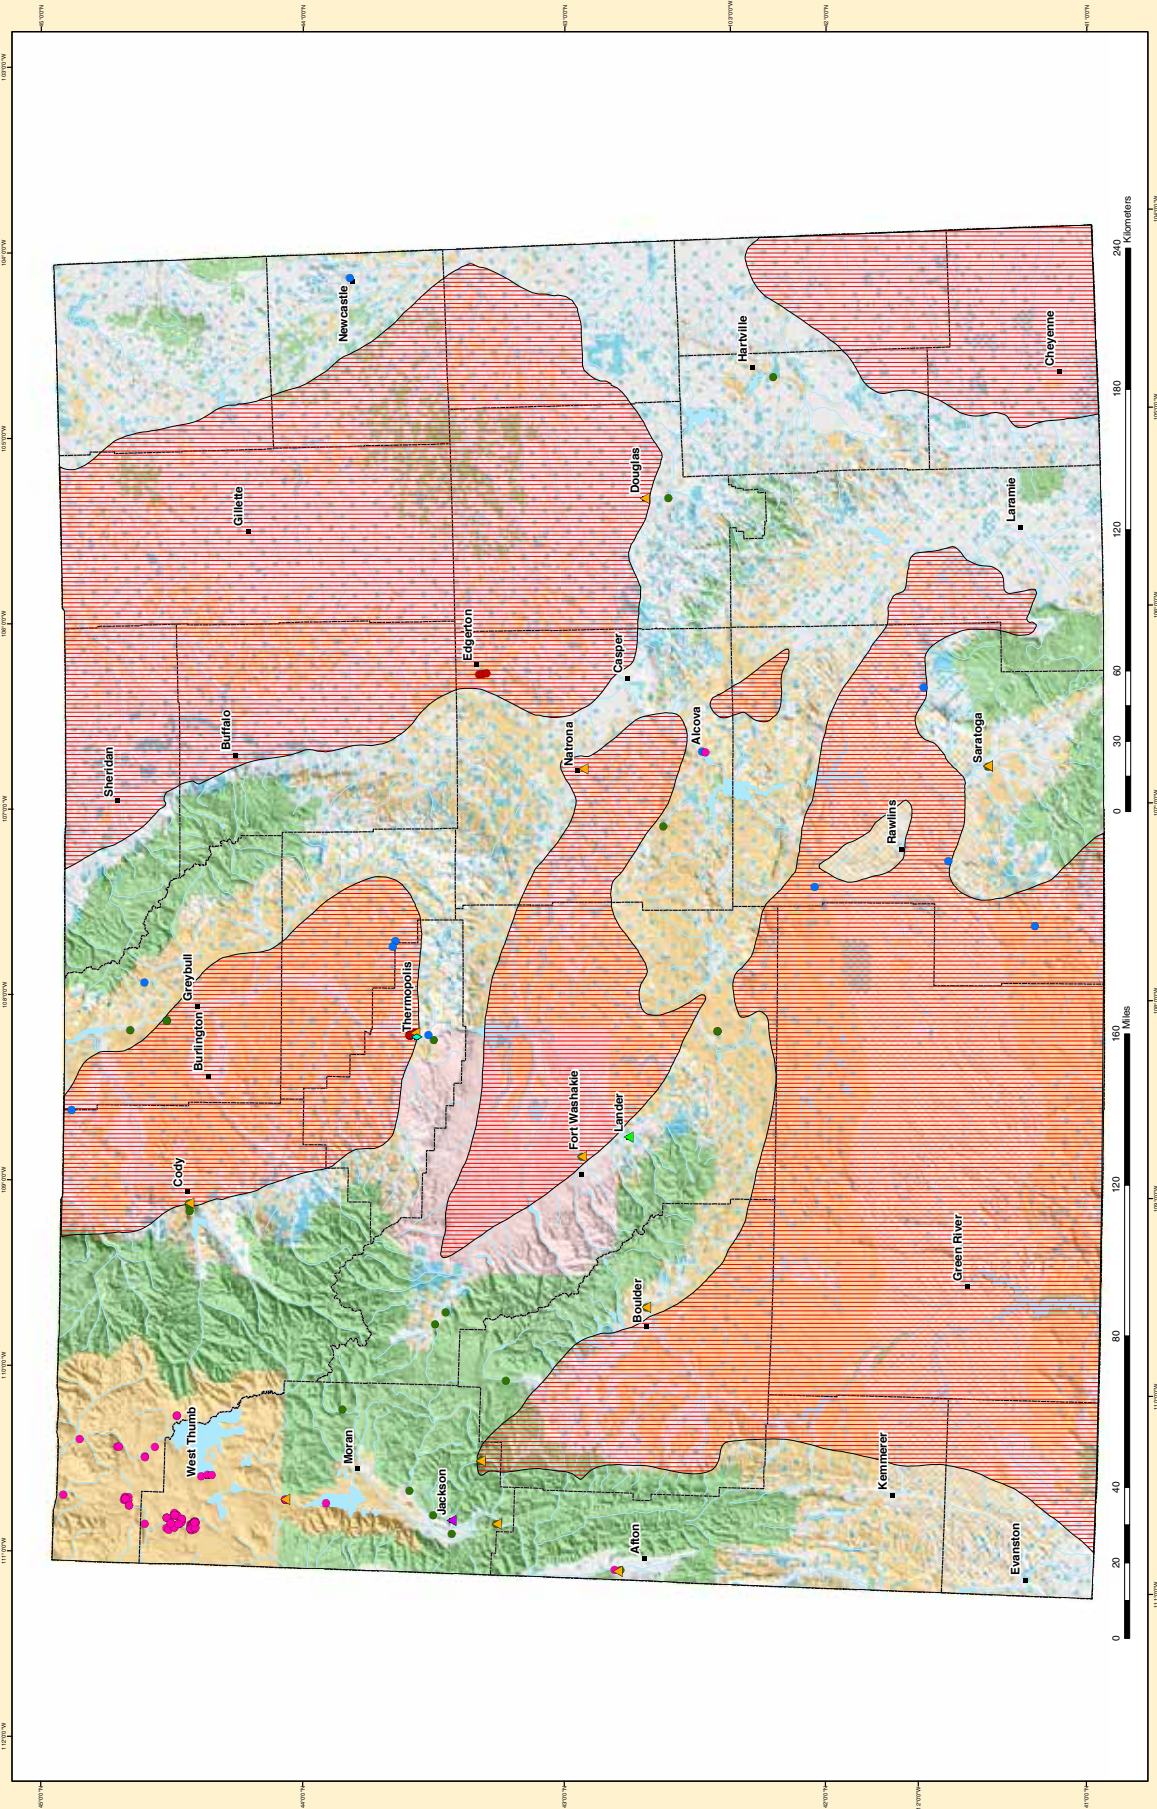 Sheridan
Buffalo
Gillette
Newcastle
Edgerton
Casper
Douglas
Hartville
Cheyenne
Laramie
Natrona
Alcova
Saratoga
Rawlins
Greybull
Burlington
Thermopolis
Cody
Fort Washakie
Lander
Boulder
Green River
West Thumb
Moran
Jackson
Afton
Kemmerer
Evanston
0 30 60 120 180 240
Kilometers
0 20 40 80 120 160
Miles